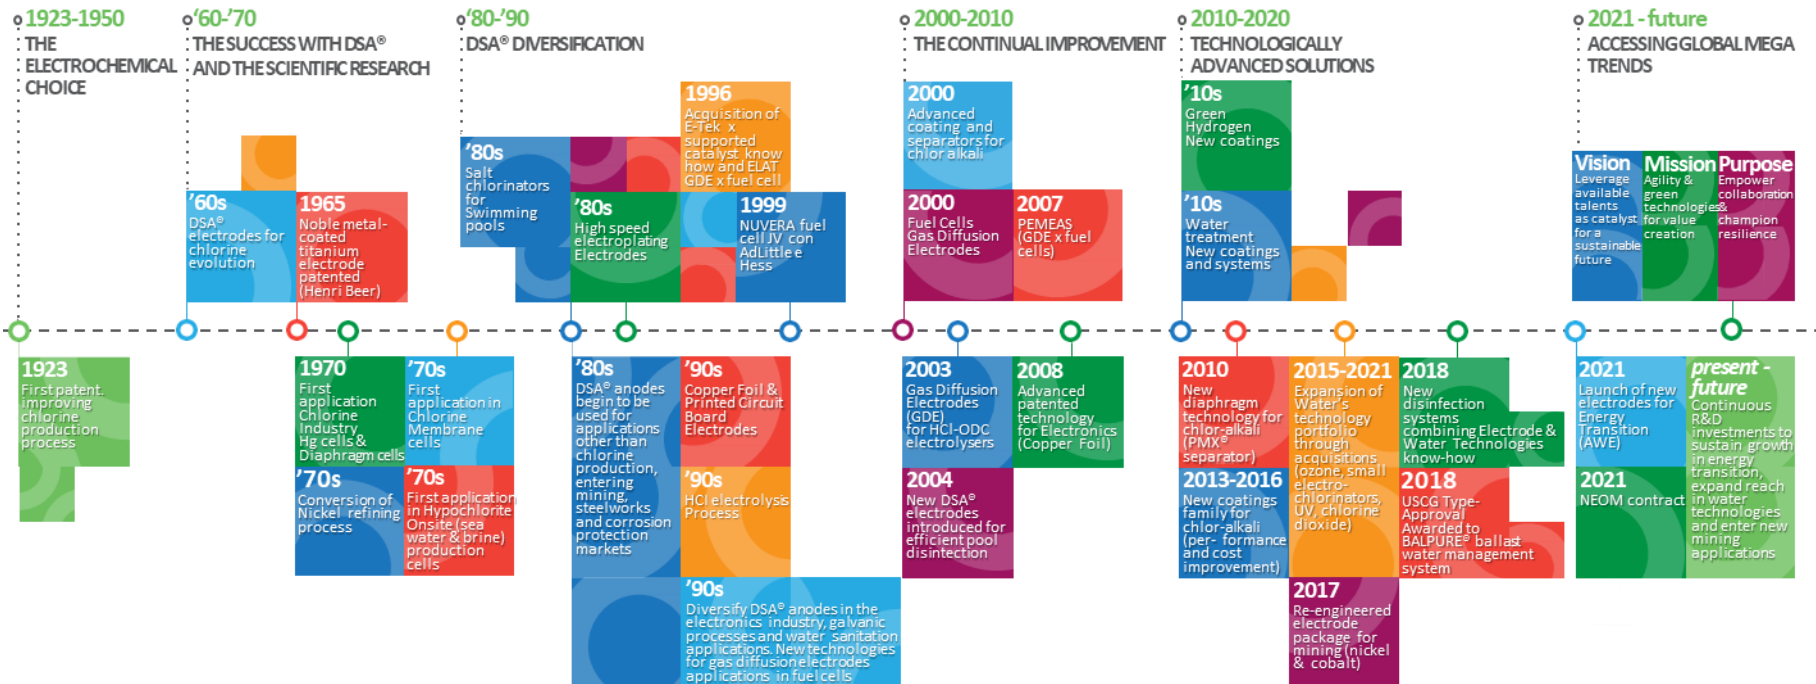 1923-1950
THE
ELECTROCHEMICAL
CHOICE
1923
First patent.
improving
chlorine
production
process
‘60-’70
THE SUCCESS WITH DSA®
AND THE SCIENTIFIC RESEARCH
’60s
DSA®
electrodes for
chlorine
evolution
1965
Noble metal-
coated
titanium
electrode
patented
(Henri Beer)
1970
First
application
Chlorine
Industry
Hg cells &
Diaphragm cells
’70s
First
application in
Chlorine
Membrane
cells
’70s
Conversion of
Nickel refining
process
’70s
First application
in Hypochlorite
Onsite (sea
water & brine)
production
cells
‘80-’90
DSA® DIVERSIFICATION
’80s
Salt
chlorinators
for
Swimming
pools
’80s
High speed
electroplating
Electrodes
1996
Acquisition of
E-Tek x
supported
catalyst know
how and ELAT
GDE x fuel cell
1999
NUVERA fuel
cell JV con
AdLittle e
Hess
’80s
DSA® anodes
begin to be
used for
applications
other than
chlorine
production,
entering
mining,
steelworks
and corrosion
protection
markets
’90s
Copper Foil &
Printed Circuit
Board
Electrodes
’90s
HCl electrolysis
Process
’90s
Diversify DSA® anodes in the
electronics industry, galvanic
processes and water sanitation
applications. New technologies
for gas diffusion electrodes
applications in fuel cells
2000-2010
THE CONTINUAL IMPROVEMENT
2000
Advanced
coating and
separators for
chlor alkali
2000
Fuel Cells
Gas Diffusion
Electrodes
2007
PEMEAS
(GDE x fuel
cells)
2003
Gas Diffusion
Electrodes
(GDE)
for HCl-ODC
electrolysers
2008
Advanced
patented
technology
for Electronics
(Copper Foil)
2004
New DSA®
electrodes
introduced for
efficient pool
disintection
2010-2020
TECHNOLOGICALLY
ADVANCED SOLUTIONS
’10s
Green
Hydrogen
New coatings
’10s
Water
treatment
New coatings
and systems
2010
New
diaphragm
technology for
chlor-alkali
(PMX®
separator)
2013-2016
New coatings
family for
chlor-alkali
(per- formance
and cost
improvement)
2015-2021
Expansion of
Water's
technology
portfolio
through
acquisitions
(ozone, small
electro-
chlorinators,
UV, chlorine
dioxide)
2017
Re-engineered
electrode
package for
mining (nickel
& cobalt)
2018
New
disinfection
systems
combining Electrode &
Water Technologies
know-how
2018
USCG Type-
Approval
Awarded to
BALPURE® ballast
water management
system
2021 - future
ACCESSING GLOBAL MEGA
TRENDS
Vision
Leverage
available
talents
as catalyst
for a
sustainable
future
Mission
Agility &
green
technologies
for value
creation
Purpose
Empower
collaboration
&
champion
resilience
2021
Launch of new
electrodes for
Energy
Transition
(AWE)
2021
NEOM contract
present -
future
Continuous
R&D
investments to
sustain growth
in energy
transition,
expand reach
in water
technologies
and enter new
mining
applications